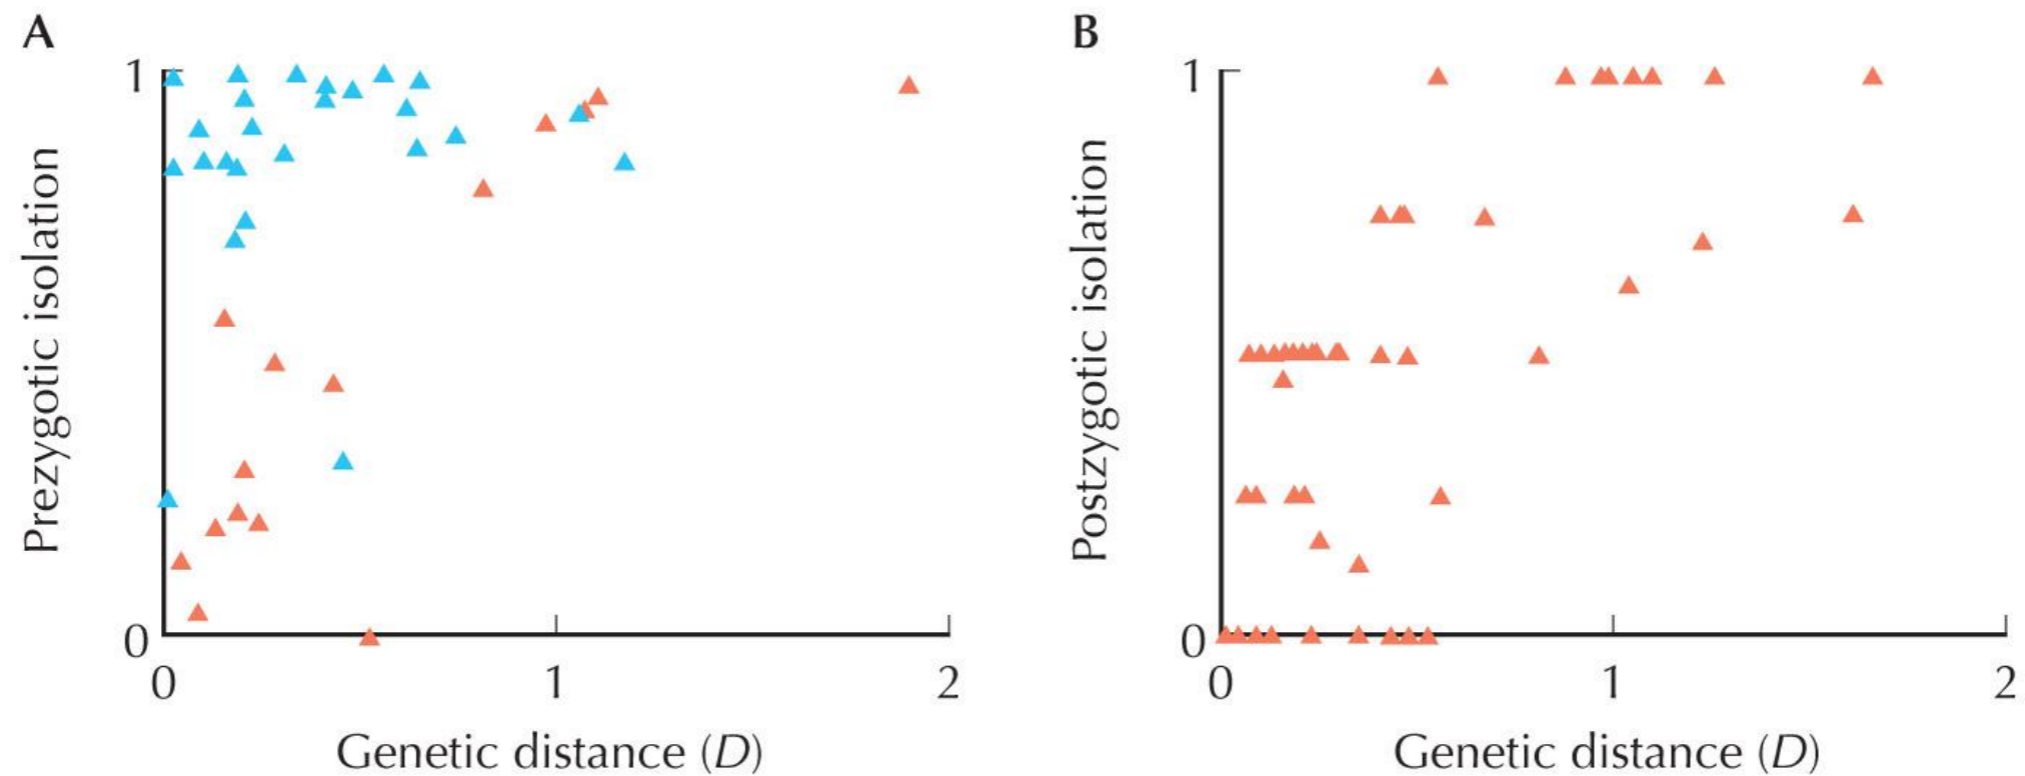 A
1
Prezygotic isolation
0
0 1 2
Genetic distance (D)
B
1
Postzygotic isolation
0
0 1 2
Genetic distance (D)